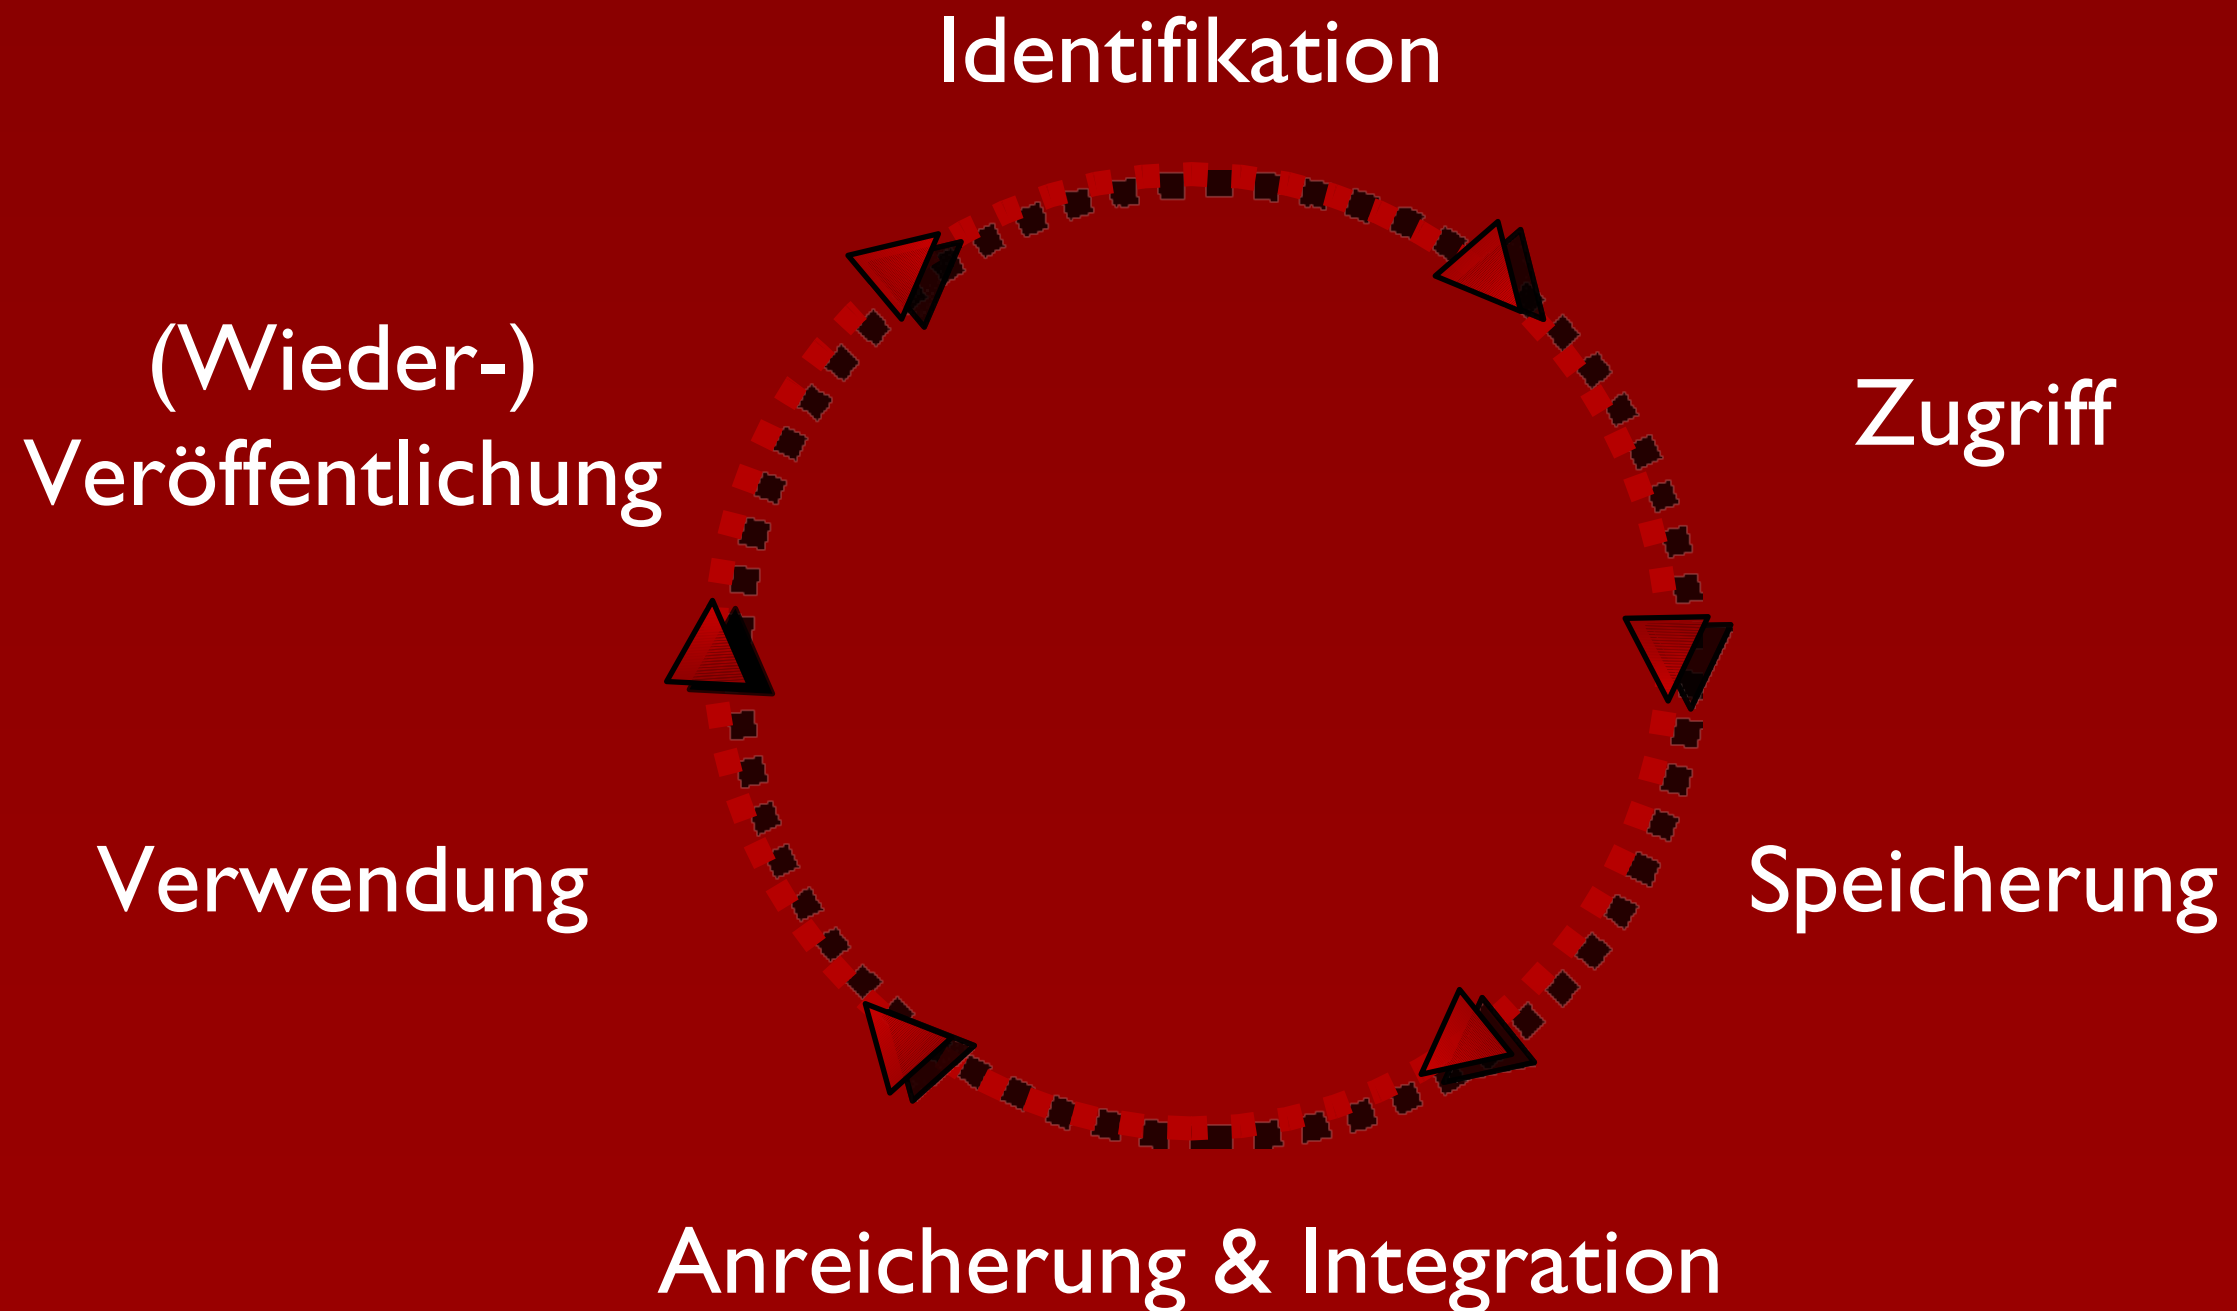 Identifikation
Zugriff
Speicherung
Anreicherung & Integration
Verwendung
(Wieder-)
Veröffentlichung